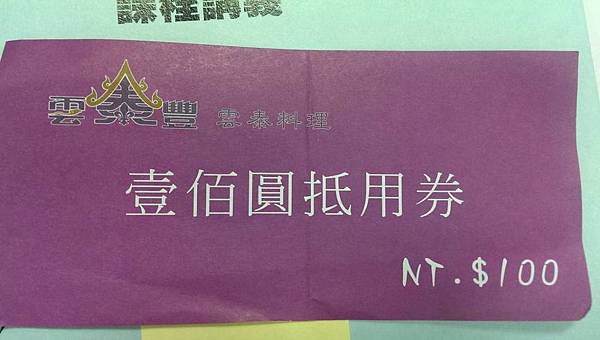 課程講義
雲泰豐 雲泰料理
壹佰圓抵用券
NT.$100